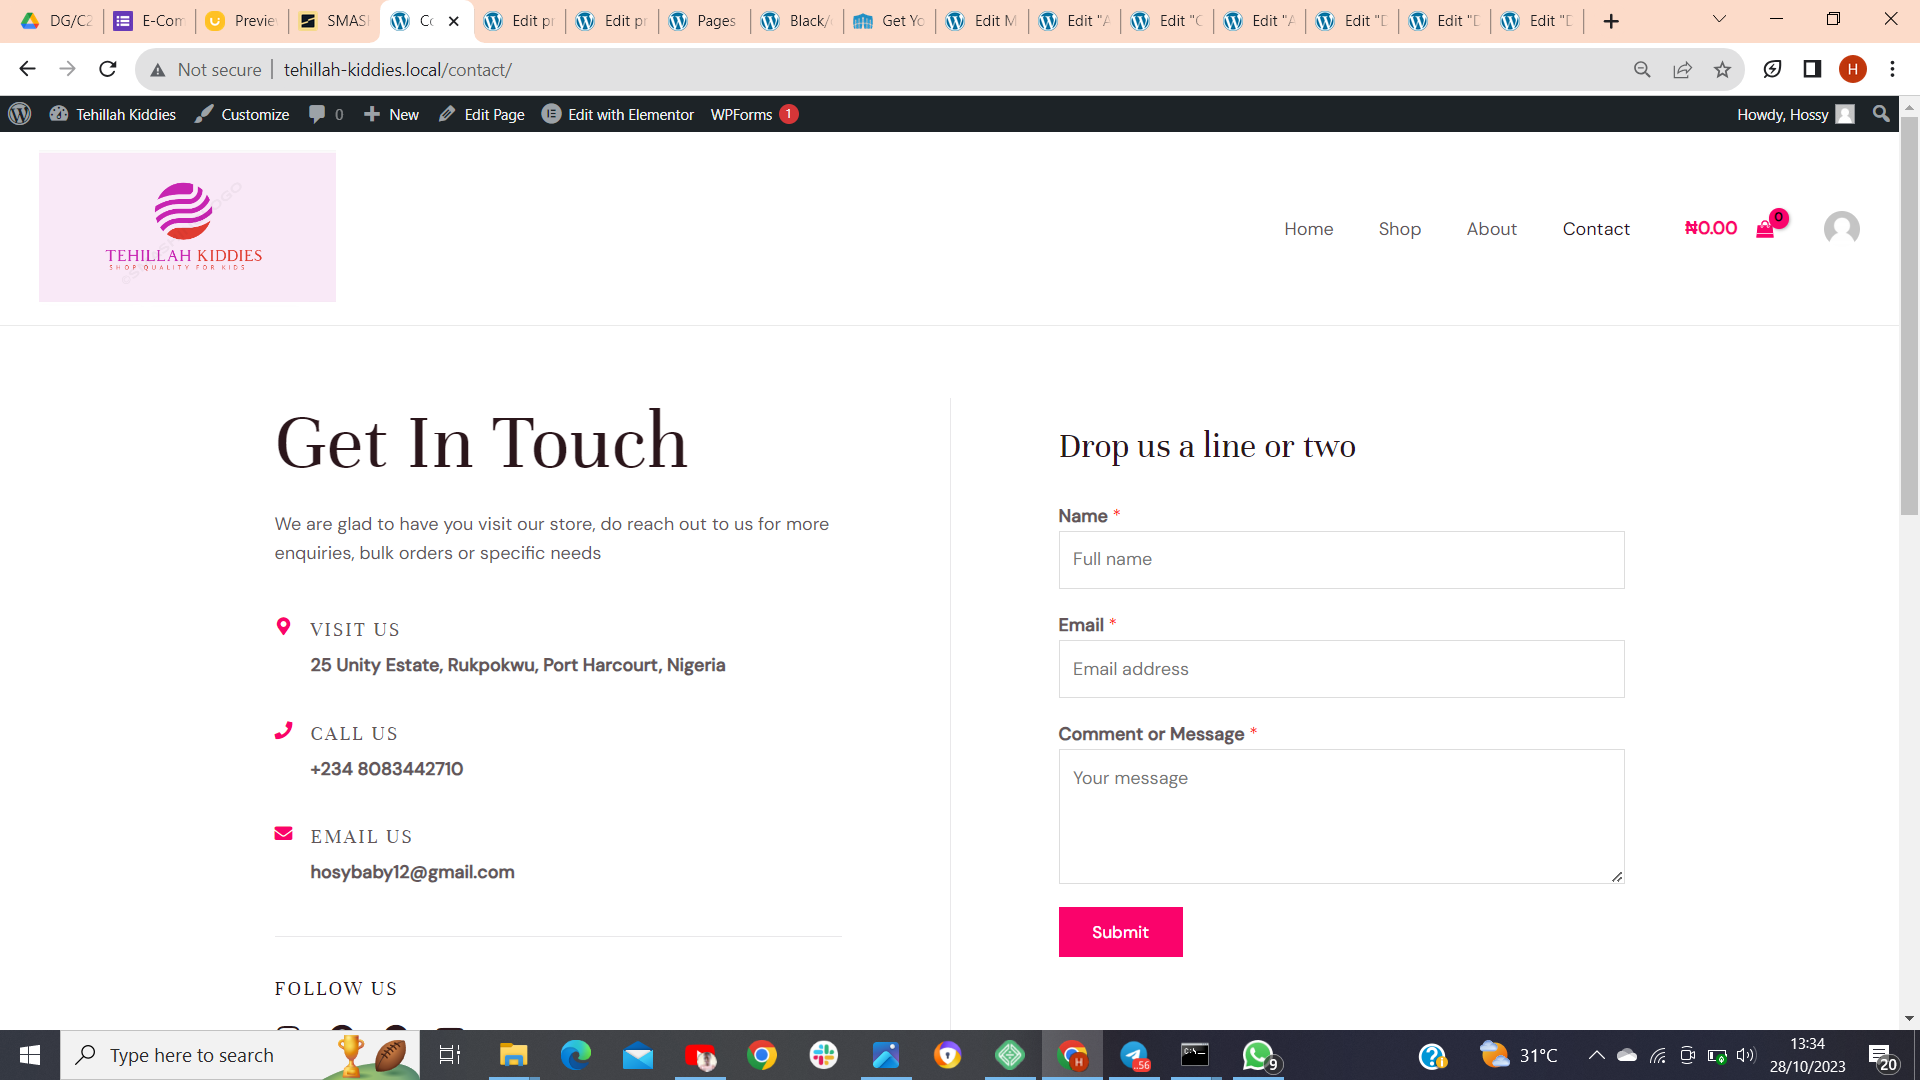 DG/C2
E-Com
Previe
SMAS
Co
Edit pr
Edit pr
Pages
Black/
Get Yo
Edit M
Edit "A
Edit "C
Edit "A
Edit "D
Edit "D
Edit "D
Not secure
tehillah-kiddies.local/contact/
H
Tehillah Kiddies
Customize
0
New
Edit Page
Edit with Elementor
WPForms 1
Howdy, Hossy
TEHILLAH KIDDIES
SHOP QUALITY FOR KIDS
Home
Shop
About
Contact
₦0.00
0
Get In Touch
We are glad to have you visit our store, do reach out to us for more
enquiries, bulk orders or specific needs
VISIT US
25 Unity Estate, Rukpokwu, Port Harcourt, Nigeria
CALL US
+234 8083442710
EMAIL US
hosybaby12@gmail.com
FOLLOW US
Drop us a line or two
Name *
Full name
Email *
Email address
Comment or Message *
Your message
Submit
Type here to search
H
..56
9
31°C
13:34
28/10/2023
20